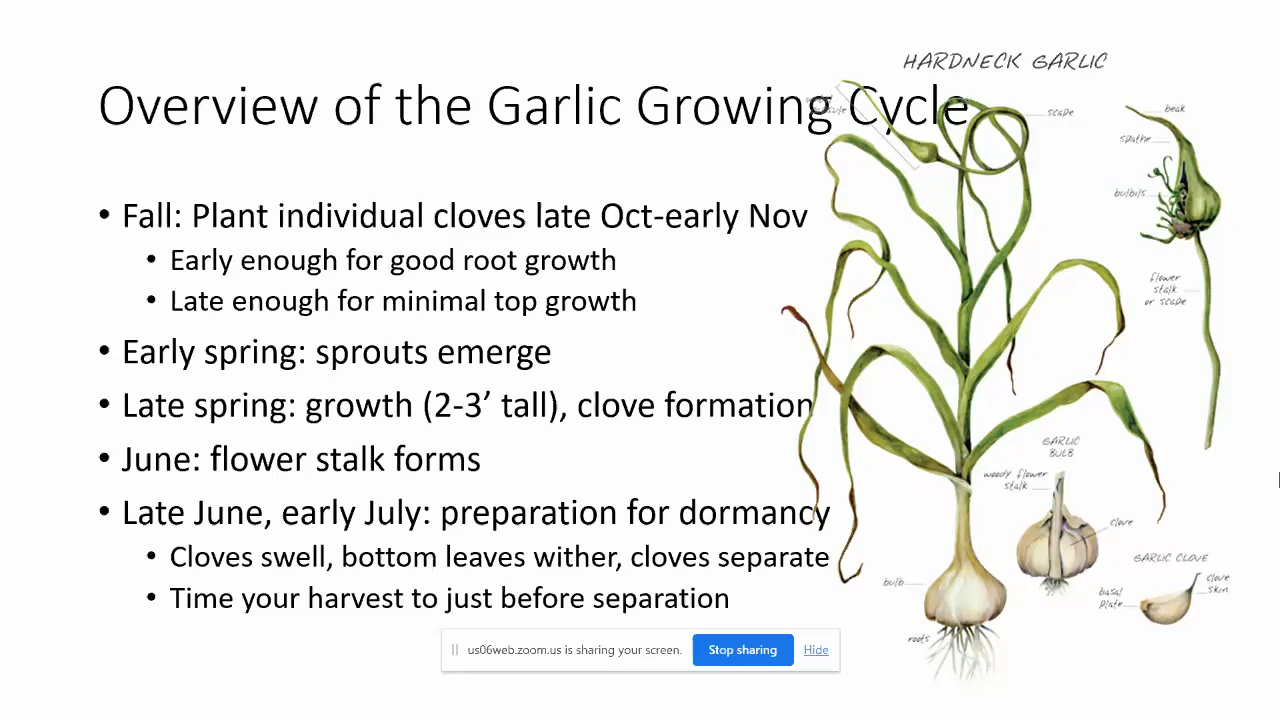 HARDNECK GARLIC
Overview of the Garlic Growing Cycle
• Fall: Plant individual cloves late Oct-early Nov
• Early enough for good root growth
• Late enough for minimal top growth
• Early spring: sprouts emerge
• Late spring: growth (2-3’ tall), clove formation
• June: flower stalk forms
• Late June, early July: preparation for dormancy
• Cloves swell, bottom leaves wither, cloves separate
• Time your harvest to just before separation
scape
beak
spathe
bulbils
flower
stalk
or scape
GARLIC
BULB
woody flower
stalk
clove
GARLIC CLOVE
clove
skin
basal
plate
bulb
roots
us06web.zoom.us is sharing your screen.
Stop sharing
Hide